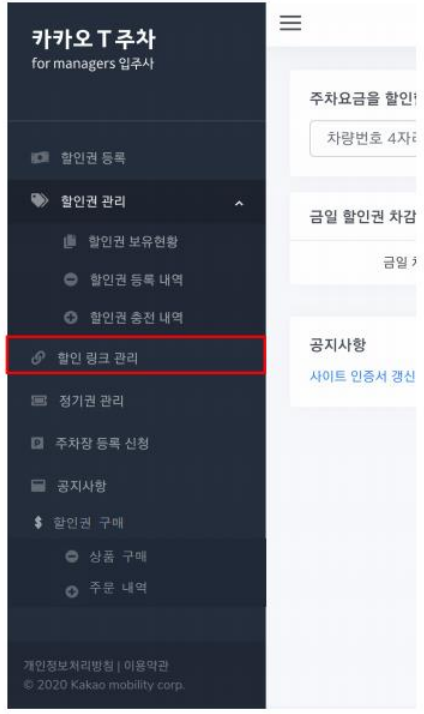 카카오 T 주차
for managers 입주사
할인권 등록
할인권 관리
할인권 보유현황
할인권 등록 내역
할인권 충전 내역
할인 링크 관리
정기권 관리
주차장 등록 신청
공지사항
할인권 구매
상품 구매
주문 내역
개인정보처리방침 | 이용약관
© 2020 Kakao mobility corp.
주차요금을
차량번호
금일 할인권 차감
금일
공지사항
사이트 인증서 갱신